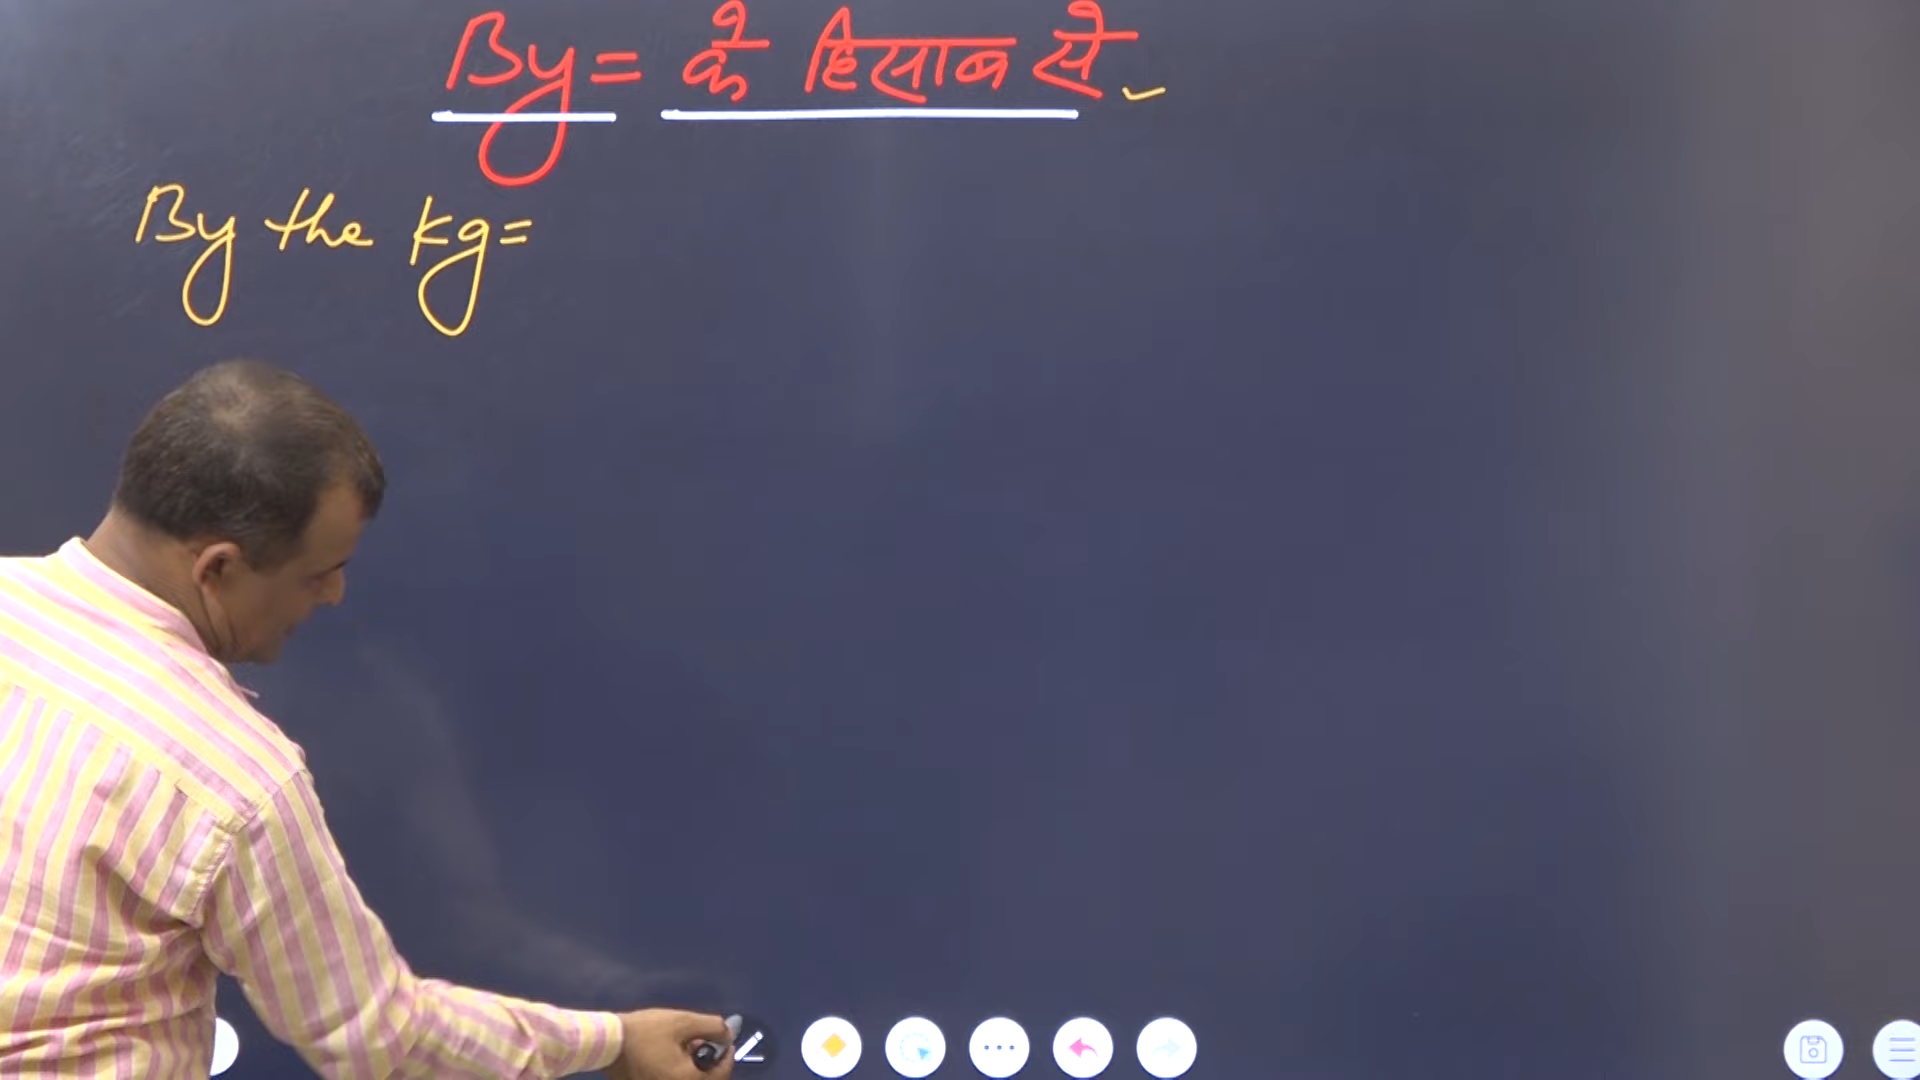 By = के हिसाब से
By the kg =